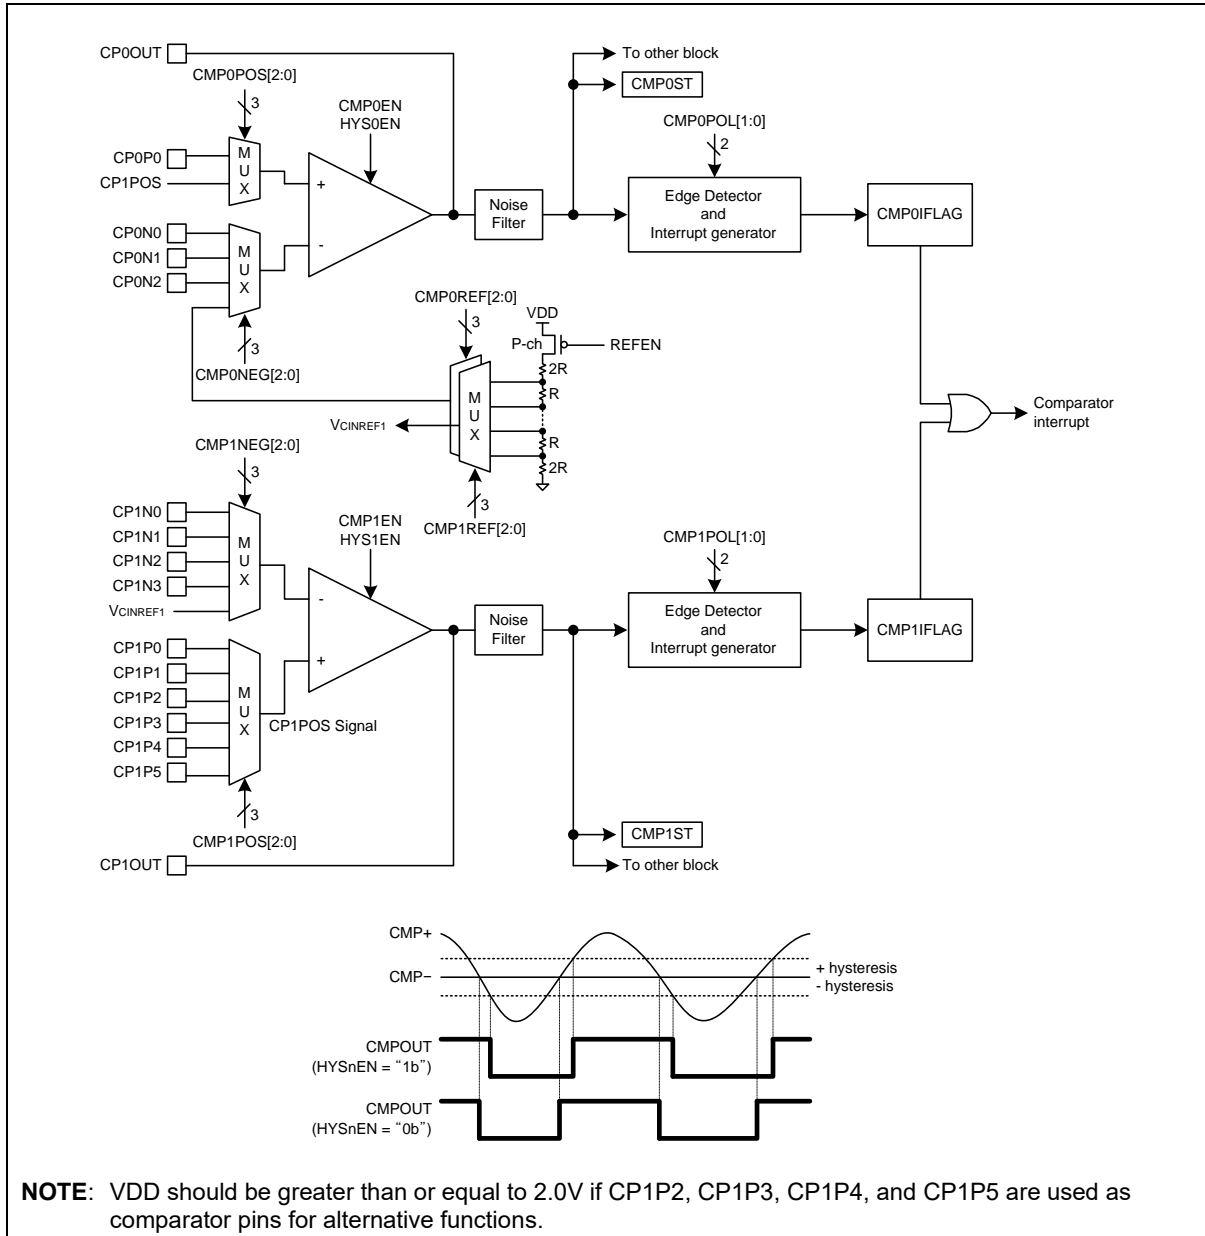 CP0OUT
To other block
CMP0POS[2:0]
CMP0ST
3
CMP0EN
HYS0EN
CMP0POL[1:0]
2
CP0P0
CP1POS
MUX
+
Noise
Filter
Edge Detector
and
Interrupt generator
CMP0IFLAG
CP0N0
CP0N1
CP0N2
MUX
-
3
CMP0NEG[2:0]
CMP0REF[2:0]
3
VDD
P-ch
REFEN
2R
R
MUX
VCINREF1
R
2R
3
CMP1REF[2:0]
Comparator
interrupt
CMP1NEG[2:0]
3
CP1N0
CP1N1
CP1N2
CP1N3
VCINREF1
MUX
CMP1EN
HYS1EN
CMP1POL[1:0]
2
-
+
Noise
Filter
Edge Detector
and
Interrupt generator
CMP1IFLAG
CP1P0
CP1P1
CP1P2
CP1P3
CP1P4
CP1P5
MUX
CP1POS Signal
3
CMP1POS[2:0]
CMP1ST
CP1OUT
To other block
CMP+
CMP−
+ hysteresis
- hysteresis
CMPOUT
(HYSnEN = “1b”)
CMPOUT
(HYSnEN = “0b”)
NOTE: VDD should be greater than or equal to 2.0V if CP1P2, CP1P3, CP1P4, and CP1P5 are used as
comparator pins for alternative functions.